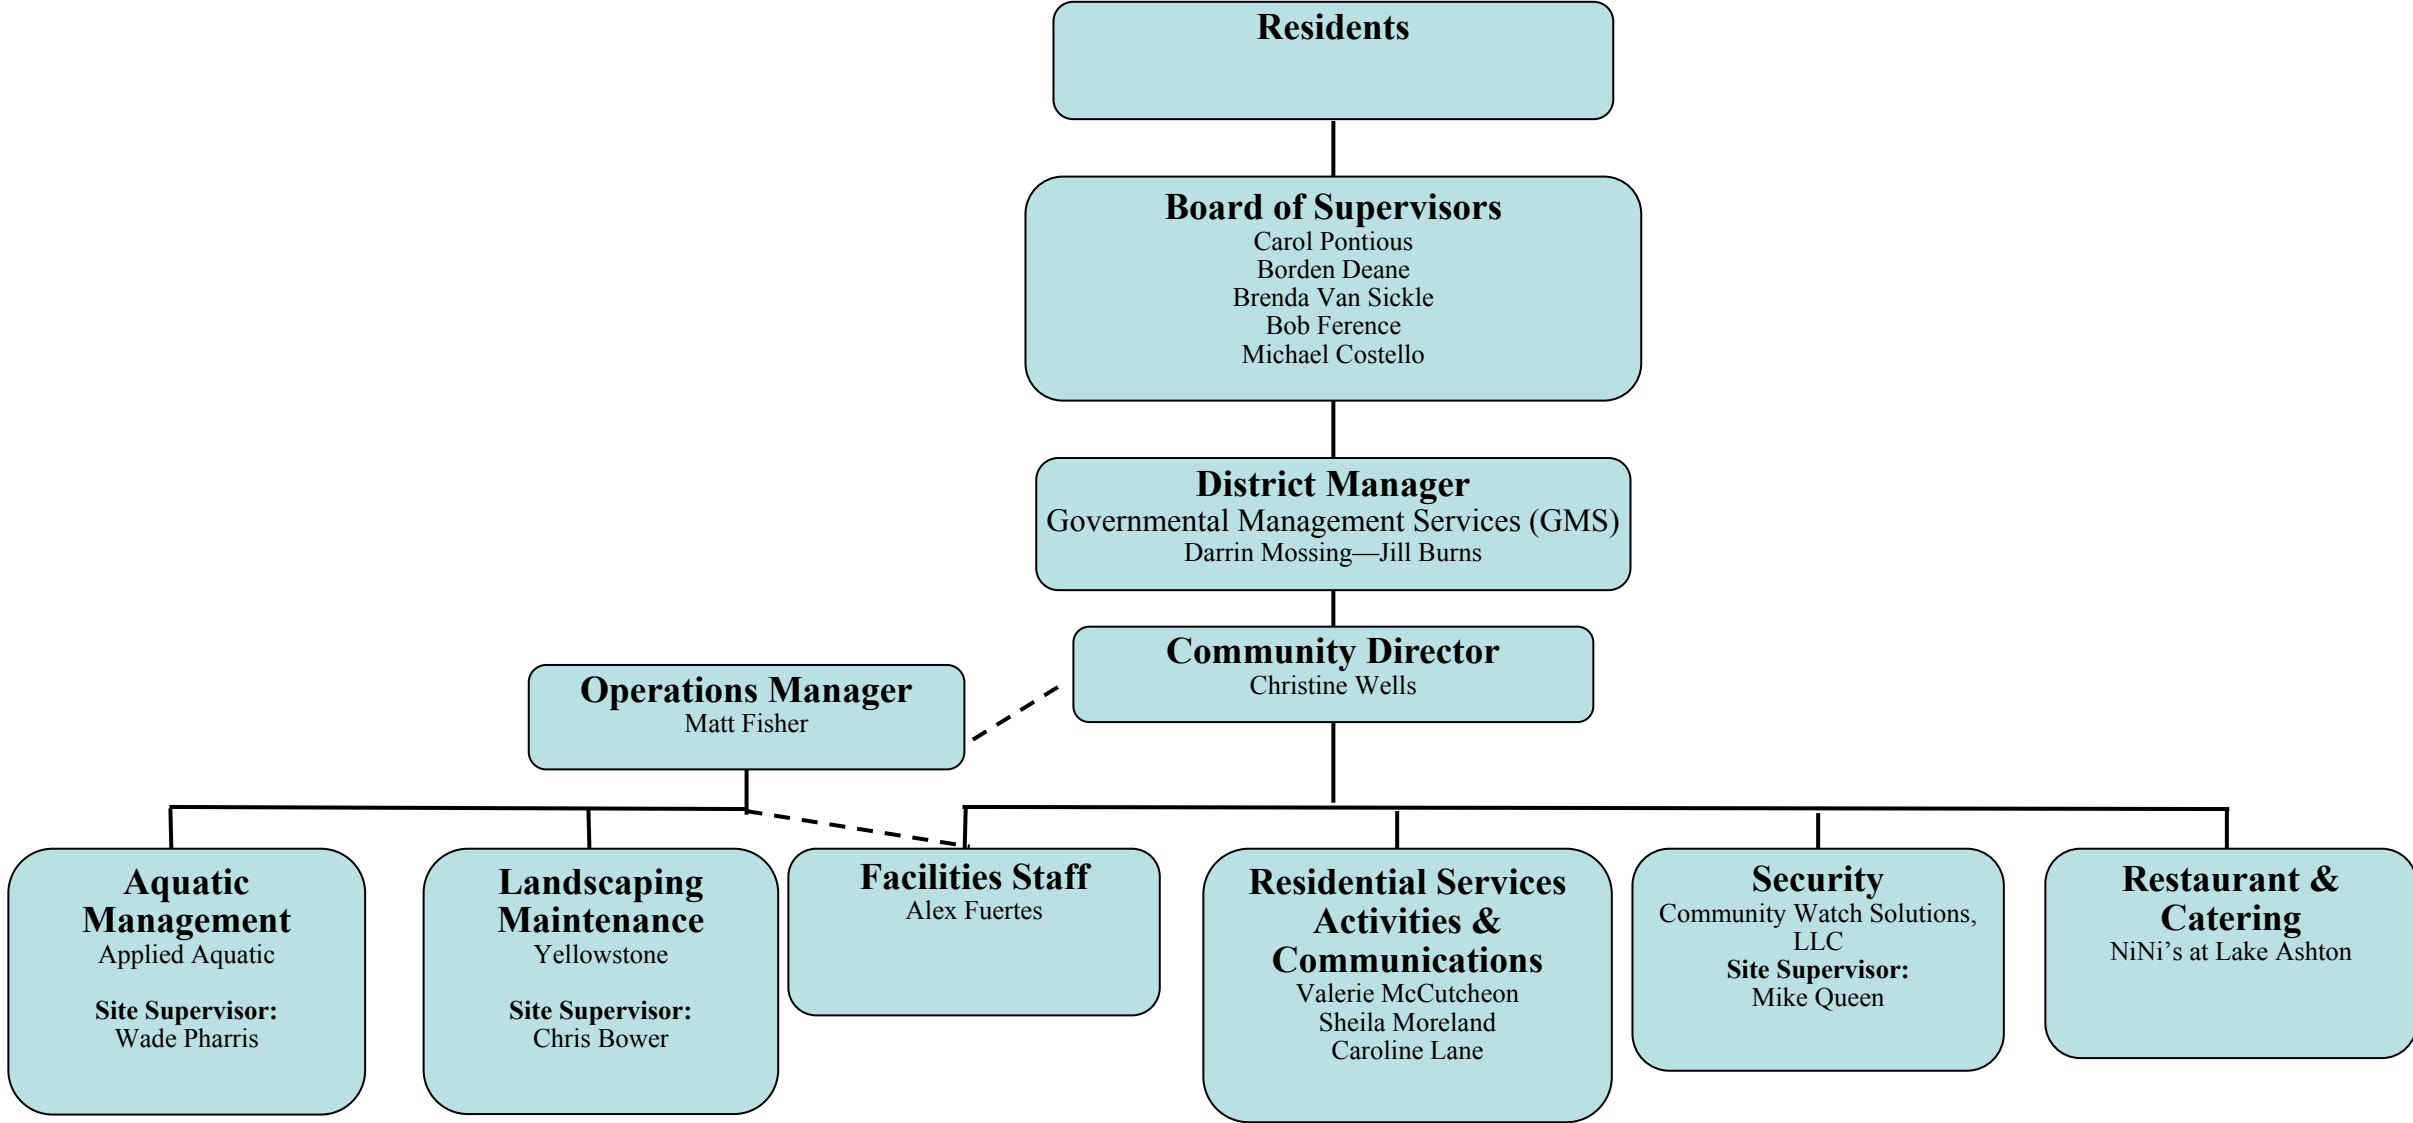 Residents
Board of Supervisors
Carol Pontious
Borden Deane
Brenda Van Sickle
Bob Ference
Michael Costello
District Manager
Governmental Management Services (GMS)
Darrin Mossing—Jill Burns
Community Director
Christine Wells
Operations Manager
Matt Fisher
Aquatic
Management
Applied Aquatic
Site Supervisor:
Wade Pharris
Landscaping
Maintenance
Yellowstone
Site Supervisor:
Chris Bower
Facilities Staff
Alex Fuertes
Residential Services
Activities &
Communications
Valerie McCutcheon
Sheila Moreland
Caroline Lane
Security
Community Watch Solutions,
LLC
Site Supervisor:
Mike Queen
Restaurant &
Catering
NiNi’s at Lake Ashton